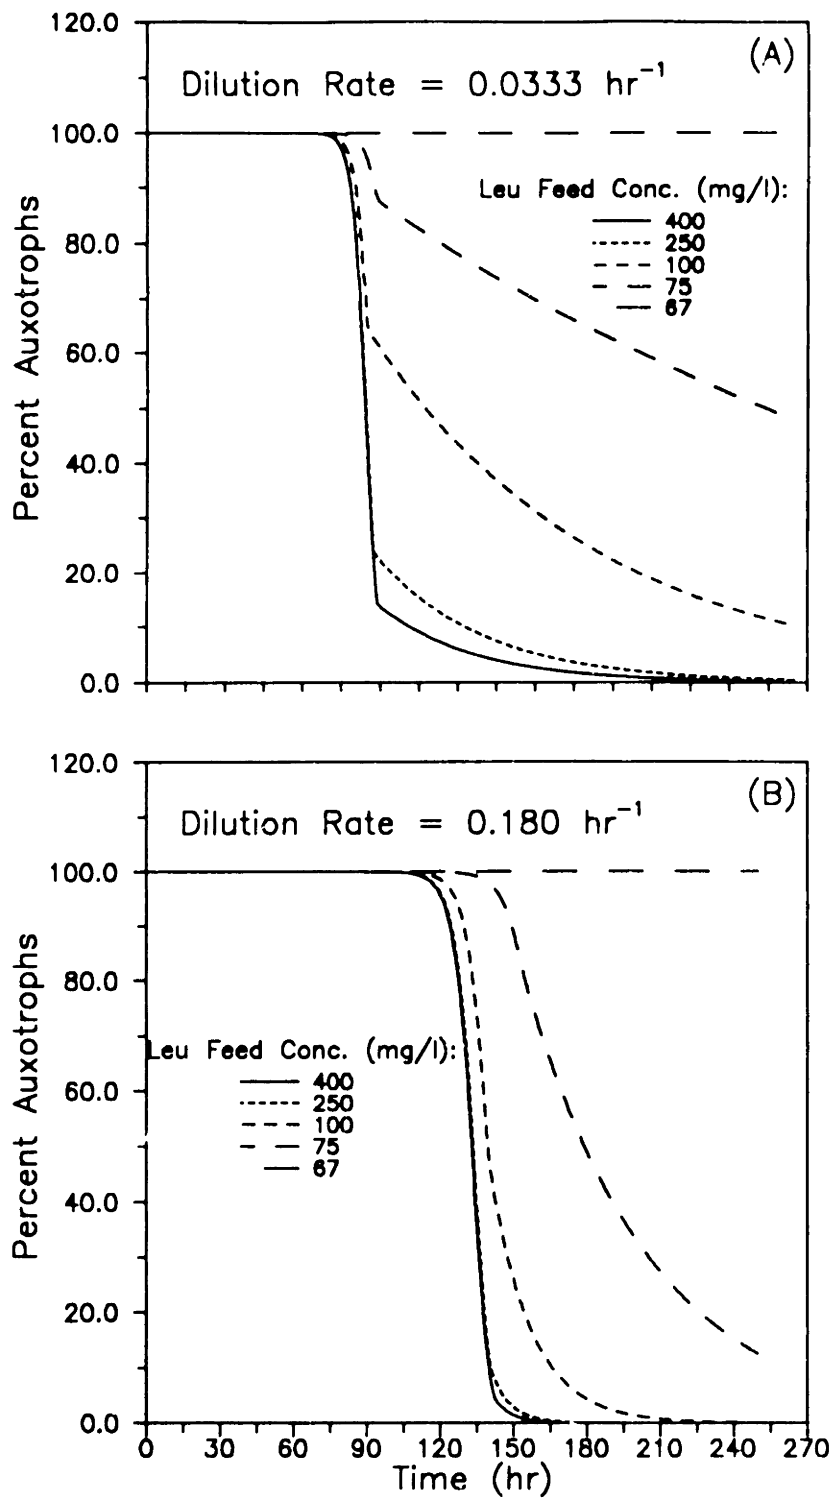 (A)
Dilution Rate = 0.0333 hr⁻¹
120.0
100.0
80.0
60.0
40.0
20.0
0.0
Percent Auxotrophs
Leu Feed Conc. (mg/l):
400
250
100
75
67
(B)
Dilution Rate = 0.180 hr⁻¹
120.0
100.0
80.0
60.0
40.0
20.0
0.0
Percent Auxotrophs
Leu Feed Conc. (mg/l):
400
250
100
75
67
0 30 60 90 120 150 180 210 240 270
Time (hr)